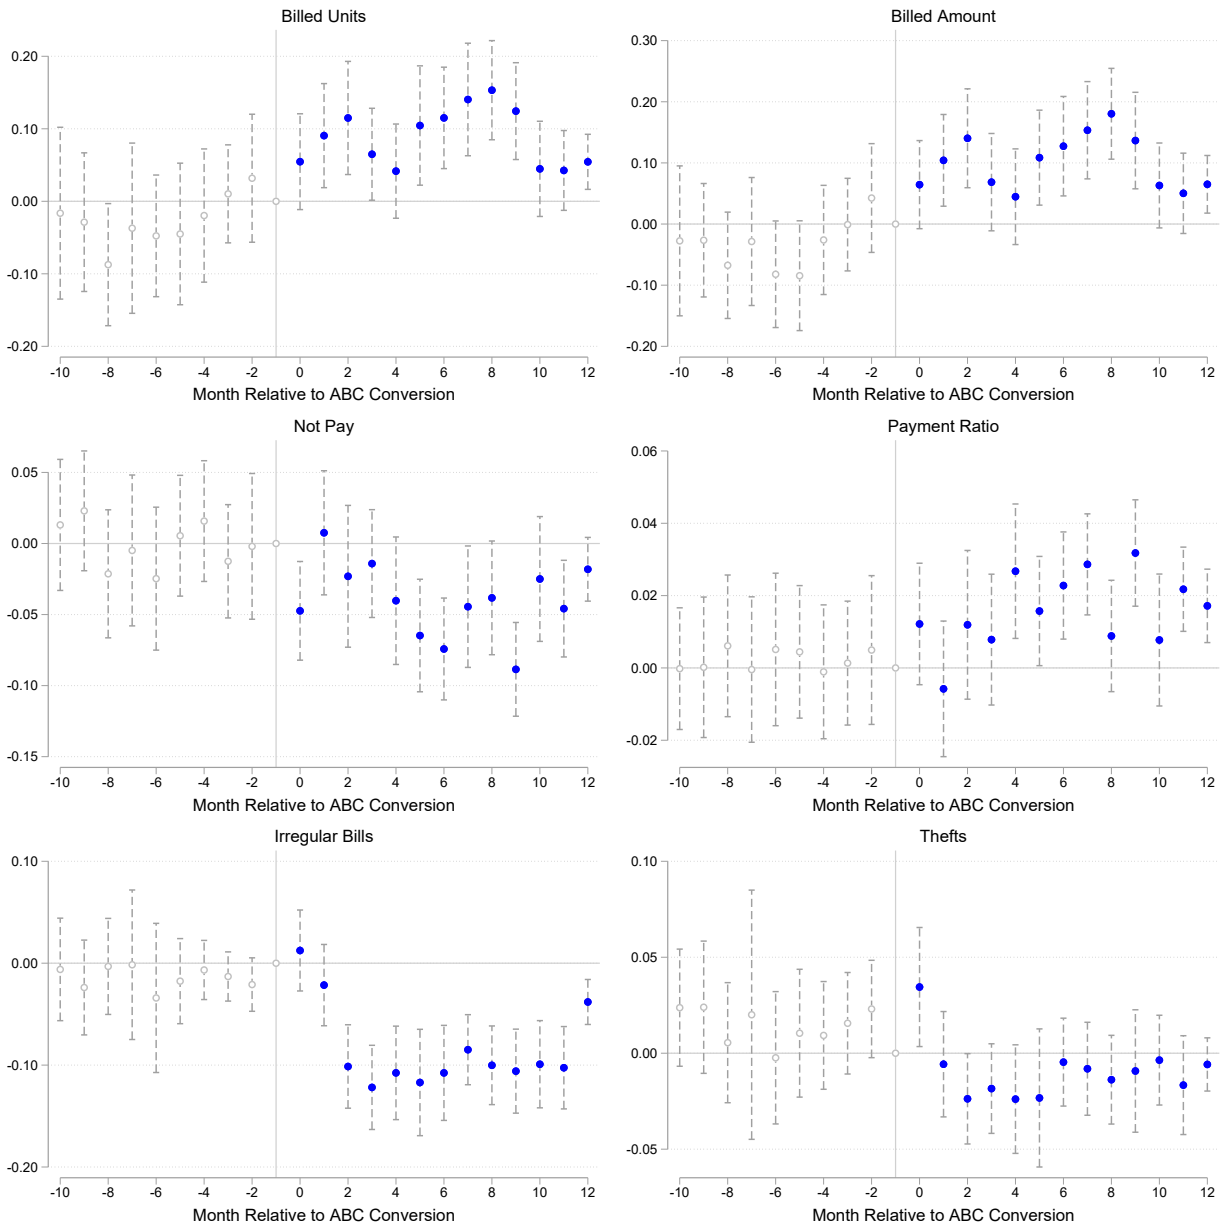 Billed Units
0.20
0.10
0.00
-0.10
-0.20
-10 -8 -6 -4 -2 0 2 4 6 8 10 12
Month Relative to ABC Conversion
Billed Amount
0.30
0.20
0.10
0.00
-0.10
-0.20
-10 -8 -6 -4 -2 0 2 4 6 8 10 12
Month Relative to ABC Conversion
Not Pay
0.05
0.00
-0.05
-0.10
-0.15
-10 -8 -6 -4 -2 0 2 4 6 8 10 12
Month Relative to ABC Conversion
Payment Ratio
0.06
0.04
0.02
0.00
-0.02
-10 -8 -6 -4 -2 0 2 4 6 8 10 12
Month Relative to ABC Conversion
Irregular Bills
0.10
0.00
-0.10
-0.20
-10 -8 -6 -4 -2 0 2 4 6 8 10 12
Month Relative to ABC Conversion
Thefts
0.10
0.05
0.00
-0.05
-10 -8 -6 -4 -2 0 2 4 6 8 10 12
Month Relative to ABC Conversion